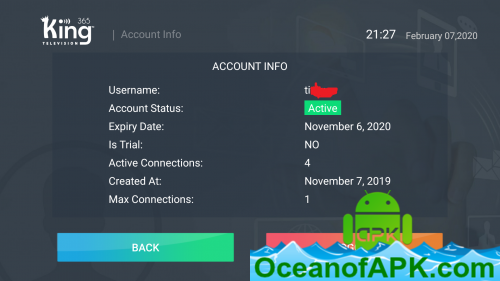 King 365
TELEVISION
| Account Info
21:27 February 07,2020
ACCOUNT INFO
Username: ti
Account Status: Active
Expiry Date: November 6, 2020
Is Trial: NO
Active Connections: 4
Created At: November 7, 2019
Max Connections: 1
BACK
apk
OceanofAPK.com